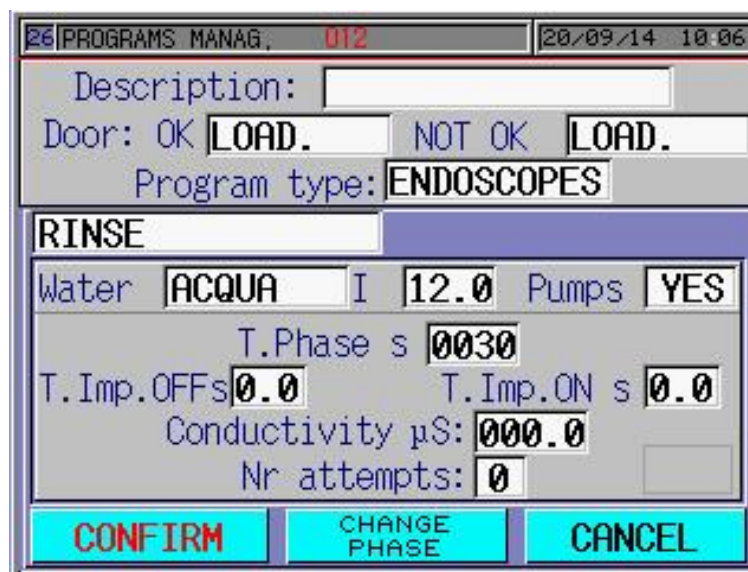 26 PROGRAMS MANAG. 012 20/09/14 10:06
Description:
Door: OK LOAD. NOT OK LOAD.
Program type: ENDOSCOPES
RINSE
Water ACQUA I 12.0 Pumps YES
T.Phase s 0030
T.Imp.OFFs 0.0 T.Imp.ON s 0.0
Conductivity µS: 000.0
Nr attempts: 0
CONFIRM CHANGE PHASE CANCEL